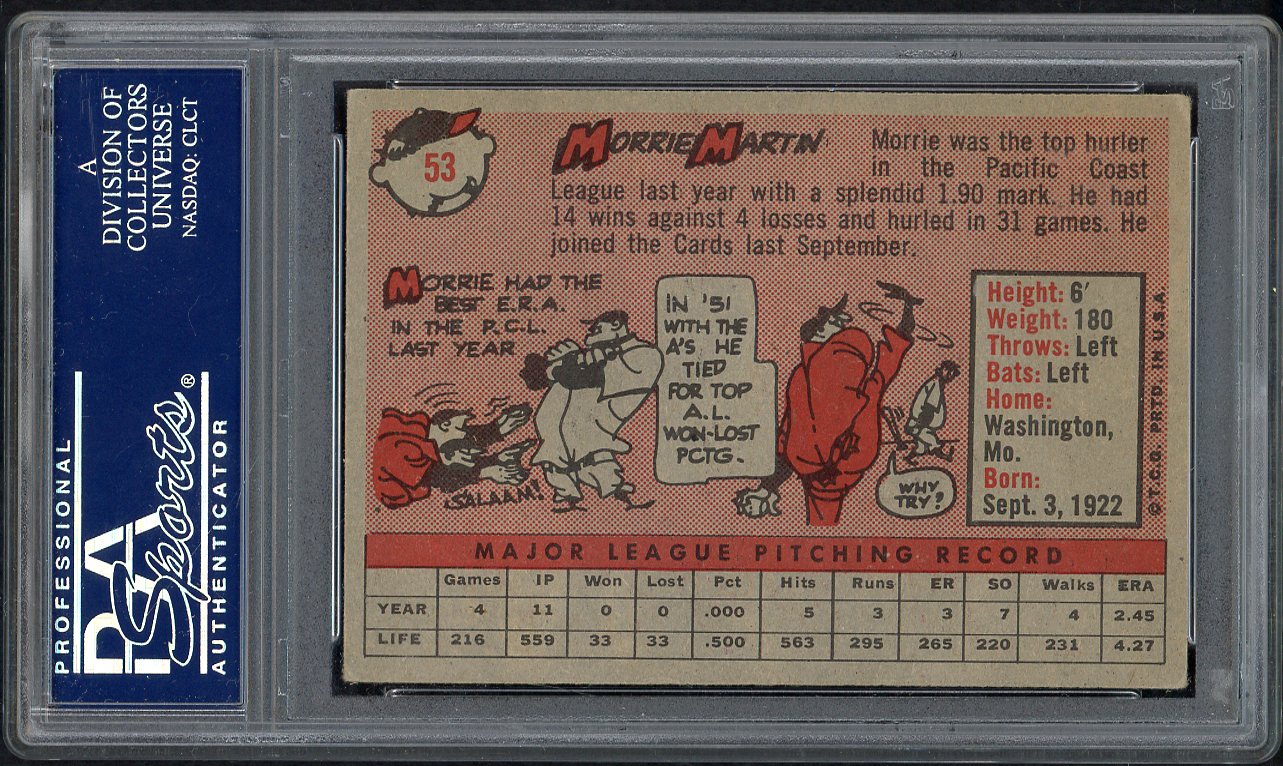 A
DIVISION OF
COLLECTORS
UNIVERSE
NASDAQ: CLCT
PROFESSIONAL
PSA
Sports®
AUTHENTICATOR
53
MORRIE MARTIN
Morrie was the top hurler
in the Pacific Coast
League last year with a splendid 1.90 mark. He had
14 wins against 4 losses and hurled in 31 games. He
joined the Cards last September.
MORRIE HAD THE
BEST E.R.A.
IN THE P.C.L.
LAST YEAR
SALAAM!
IN '51
WITH THE
A'S HE
TIED
FOR TOP
A.L.
WON-LOST
PCTG.
WHY
TRY?
Height: 6'
Weight: 180
Throws: Left
Bats: Left
Home:
Washington,
Mo.
Born:
Sept. 3, 1922
© T.C.G. PRTD. IN U.S.A.
MAJOR LEAGUE PITCHING RECORD
Games IP Won Lost Pct Hits Runs ER SO Walks ERA
YEAR 4 11 0 0 .000 5 3 3 7 4 2.45
LIFE 216 559 33 33 .500 563 295 265 220 231 4.27